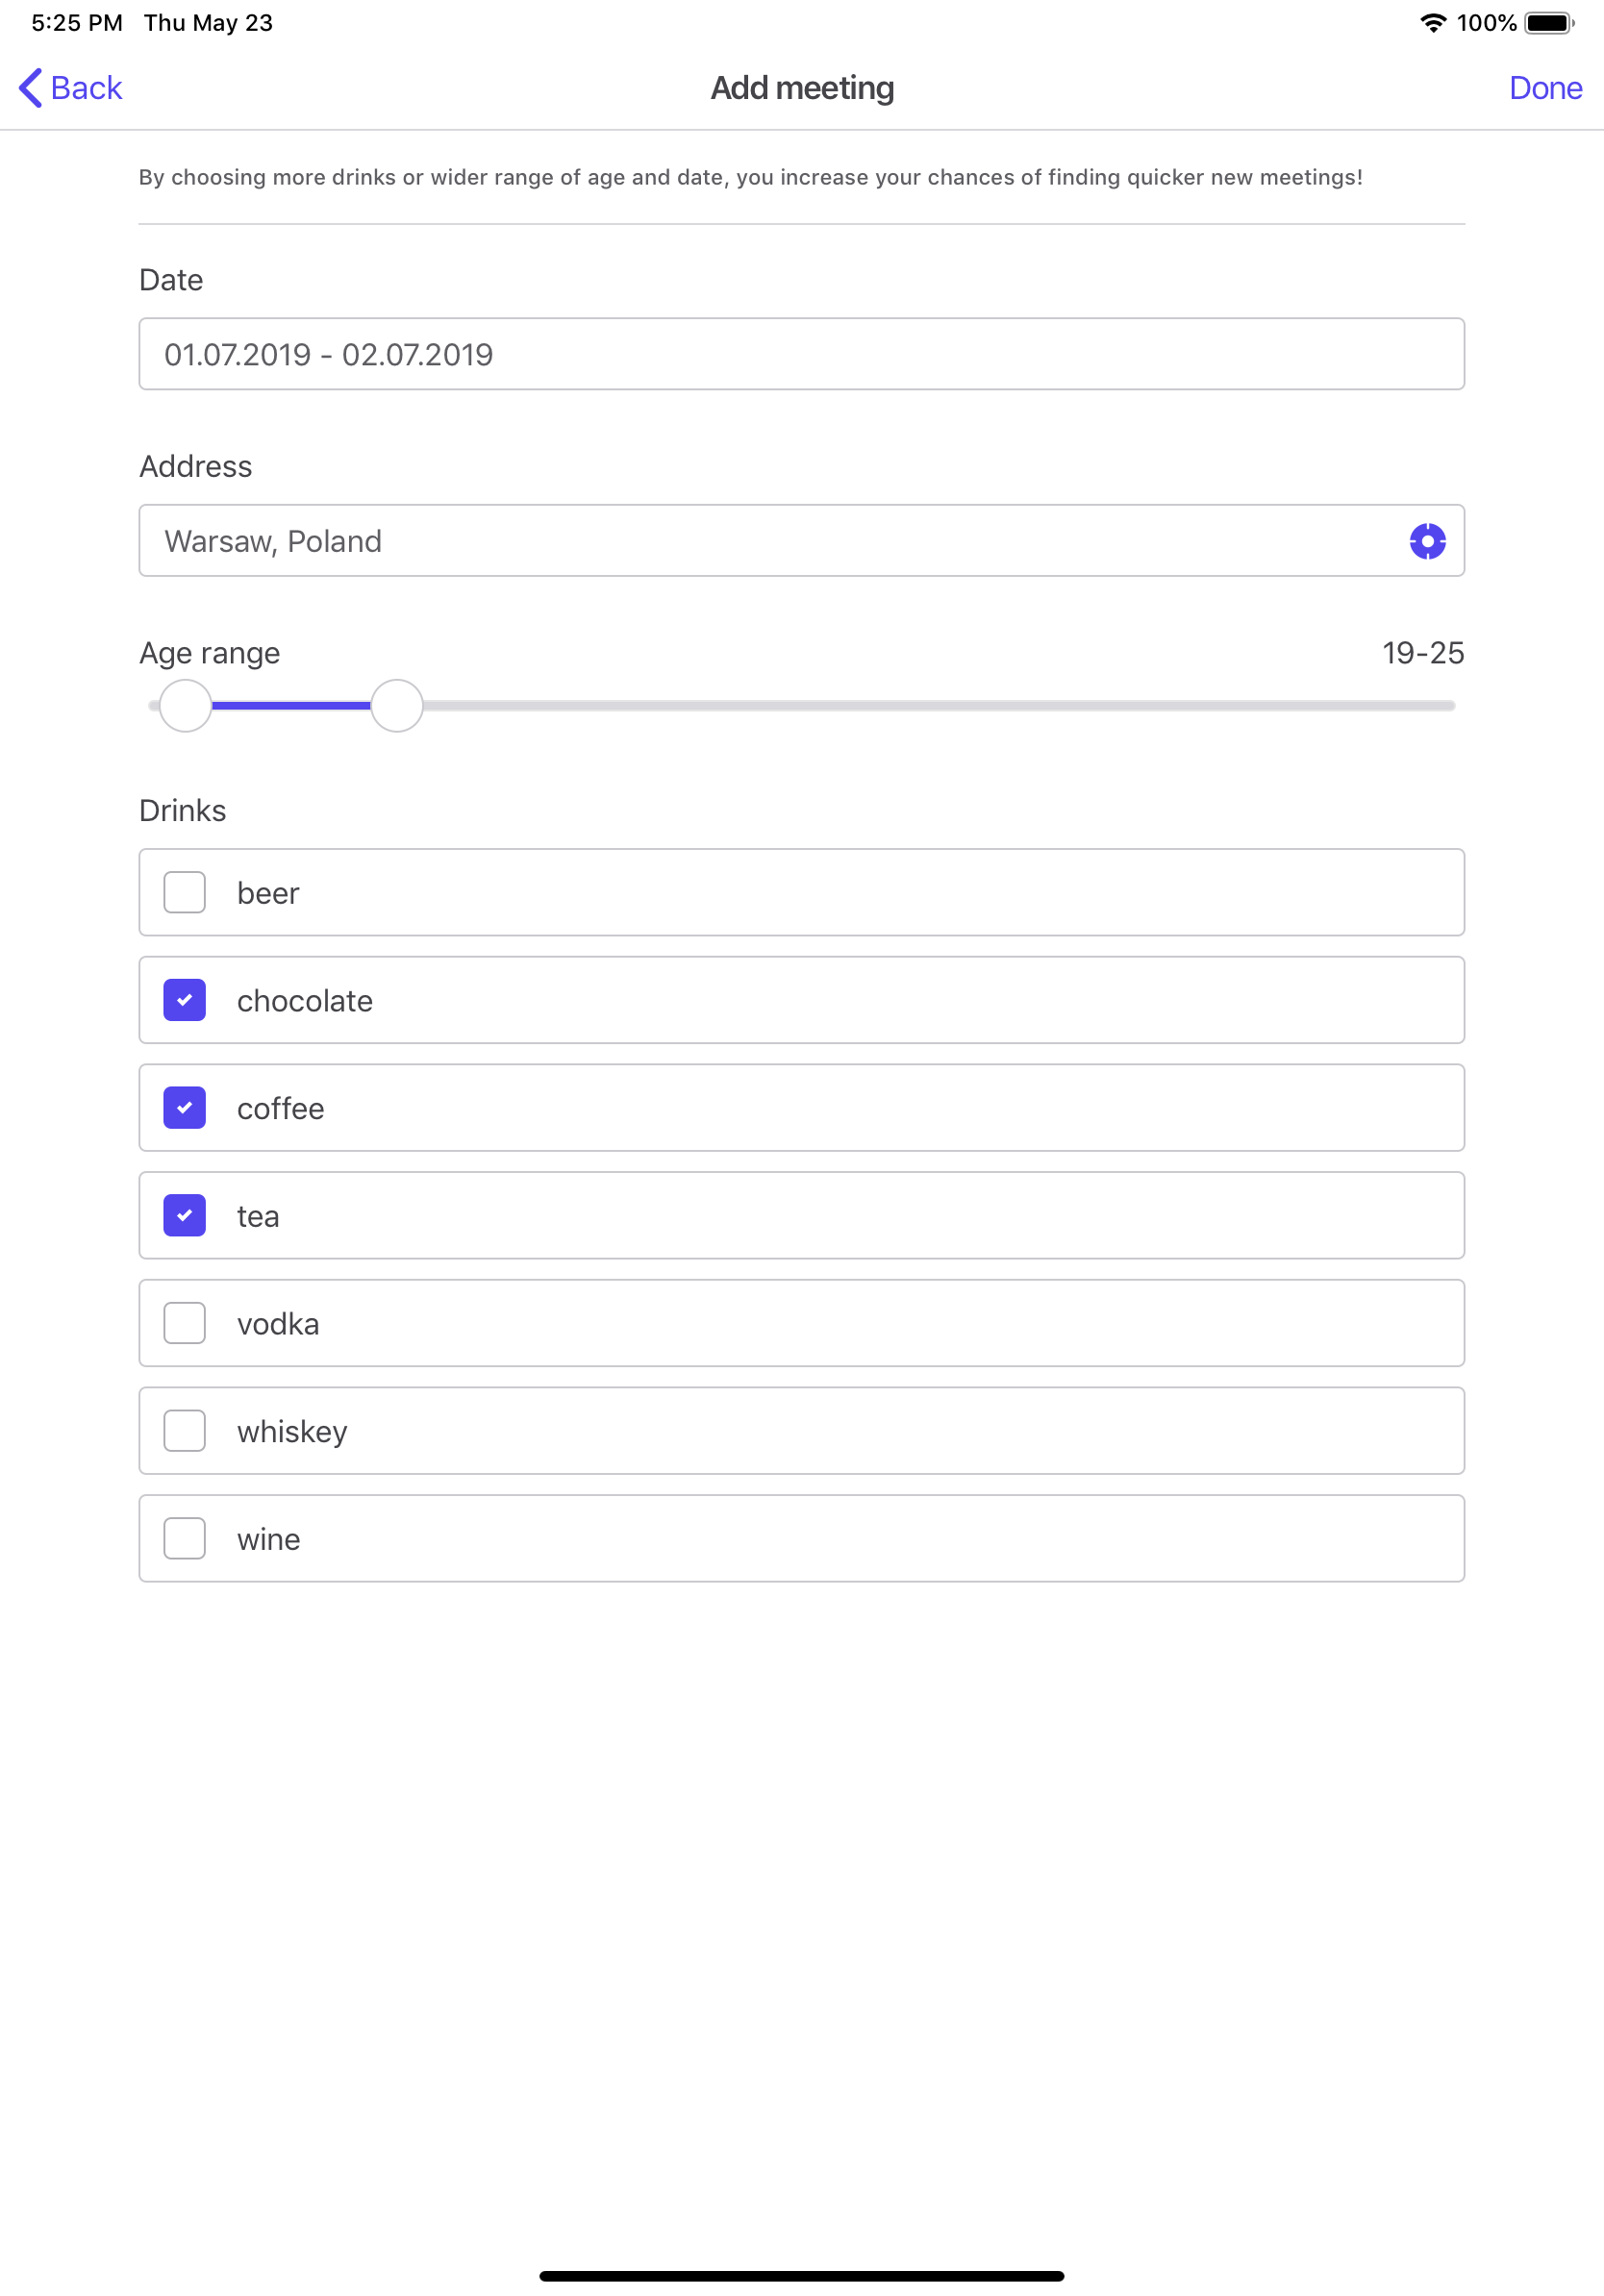 5:25 PM Thu May 23 100%
Back Add meeting Done
By choosing more drinks or wider range of age and date, you increase your chances of finding quicker new meetings!
Date
01.07.2019 - 02.07.2019
Address
Warsaw, Poland
Age range 19-25
Drinks
beer
chocolate
coffee
tea
vodka
whiskey
wine